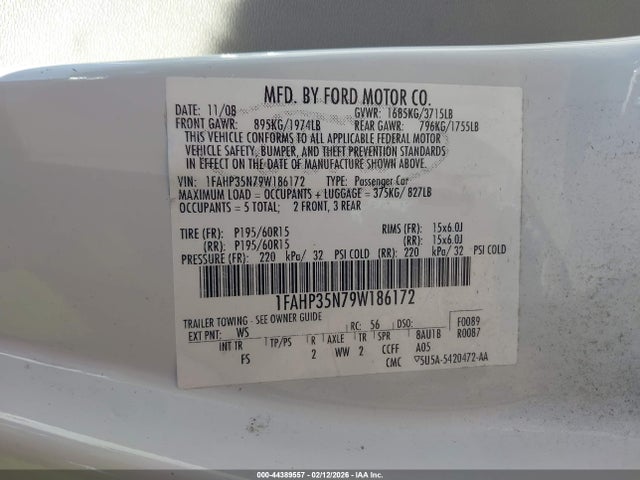 MFD. BY FORD MOTOR CO.
DATE: 11/08 GVWR: 1685KG/3715LB
FRONT GAWR: 895KG/1974LB REAR GAWR: 796KG/1755LB
THIS VEHICLE CONFORMS TO ALL APPLICABLE FEDERAL MOTOR
VEHICLE SAFETY, BUMPER, AND THEFT PREVENTION STANDARDS
IN EFFECT ON THE DATE OF MANUFACTURE SHOWN ABOVE.
VIN: 1FAHP35N79W186172 TYPE: Passenger Car
MAXIMUM LOAD = OCCUPANTS + LUGGAGE = 375KG/ 827LB
OCCUPANTS = 5 TOTAL; 2 FRONT, 3 REAR
TIRE (FR): P195/60R15 RIMS (FR): 15x6.0J
(RR): P195/60R15 (RR): 15x6.0J
PRESSURE (FR): 220 kPa/ 32 PSI COLD (RR): 220 kPa/ 32 PSI COLD
1FAHP35N79W186172
TRAILER TOWING - SEE OWNER GUIDE F0089
EXT PNT: WS RC: 56 DSO: R0087
INT TR TP/PS R AXLE TR SPR 8AU1B
FS 2 WW 2 CCFF A05
CMC ▽5U5A-5420472-AA
000-44389557 - 02/12/2026 - IAA Inc.